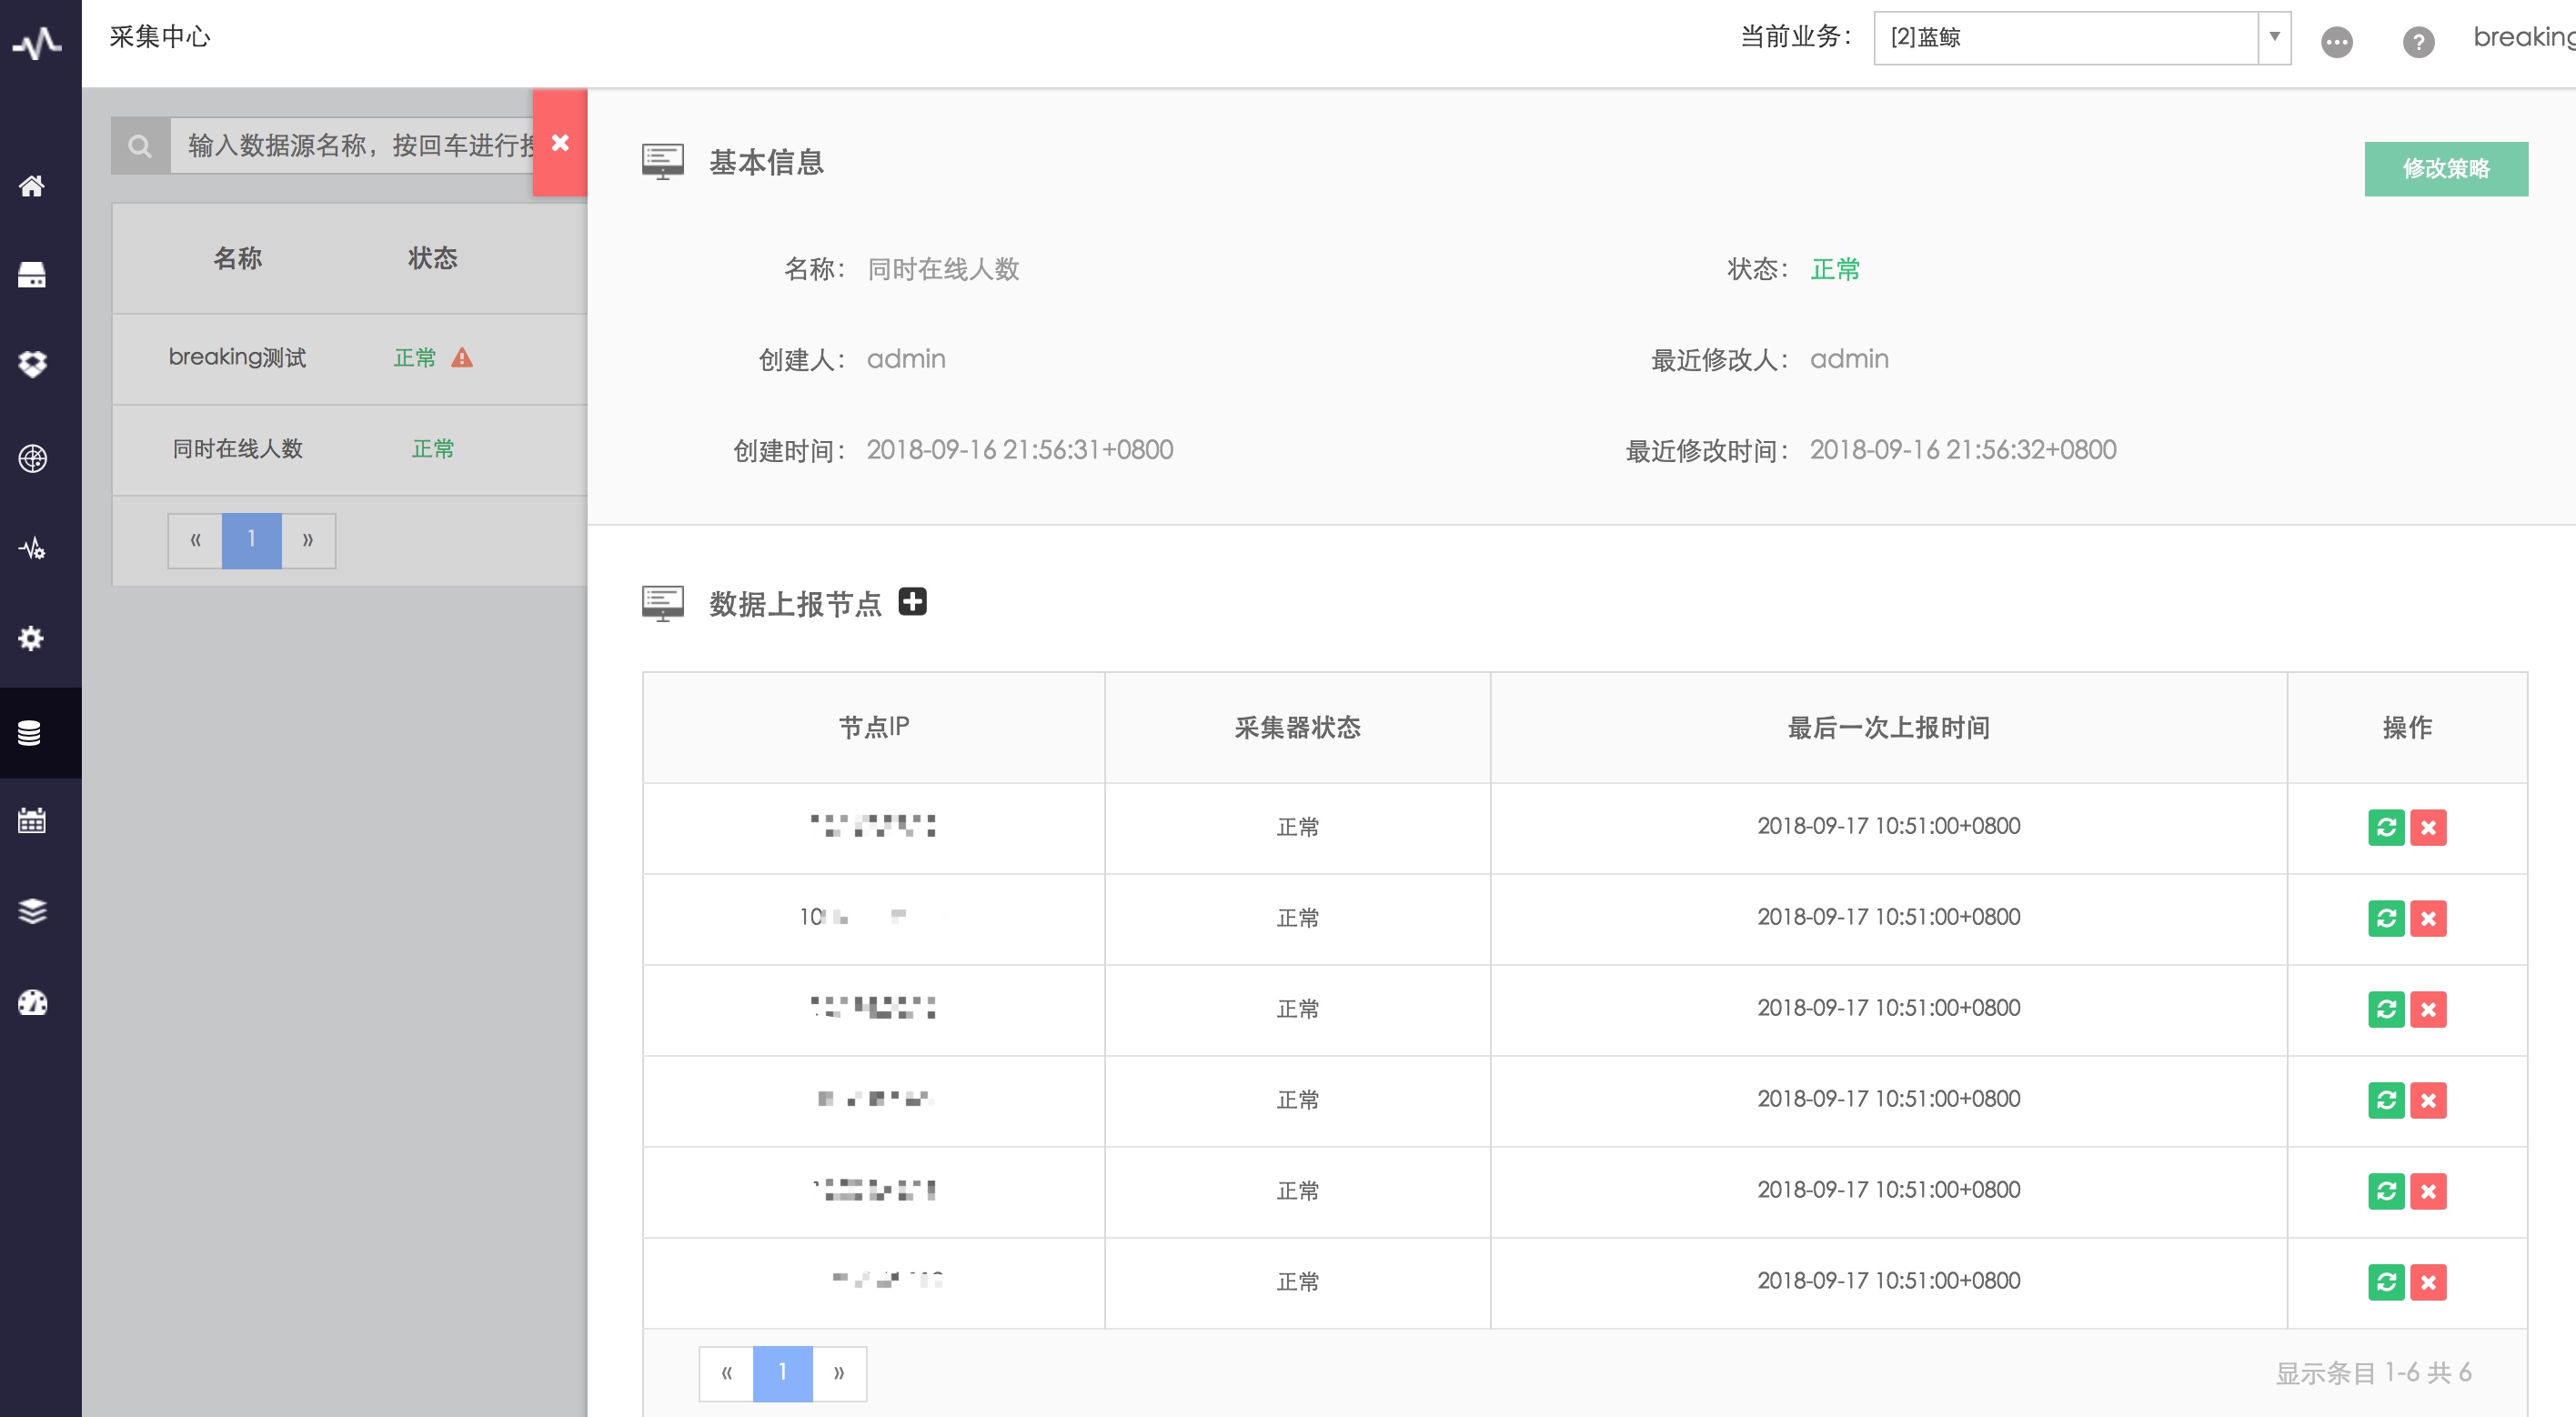 采集中心
当前业务： [2]蓝鲸
breaking
输入数据源名称，按回车进行
名称 状态
breaking测试 正常
同时在线人数 正常
« 1 »
基本信息
修改策略
名称： 同时在线人数
状态： 正常
创建人： admin
最近修改人： admin
创建时间： 2018-09-16 21:56:31+0800
最近修改时间： 2018-09-16 21:56:32+0800
数据上报节点
节点IP 采集器状态 最后一次上报时间 操作
正常 2018-09-17 10:51:00+0800
10 正常 2018-09-17 10:51:00+0800
正常 2018-09-17 10:51:00+0800
正常 2018-09-17 10:51:00+0800
正常 2018-09-17 10:51:00+0800
正常 2018-09-17 10:51:00+0800
« 1 »
显示条目 1-6 共 6